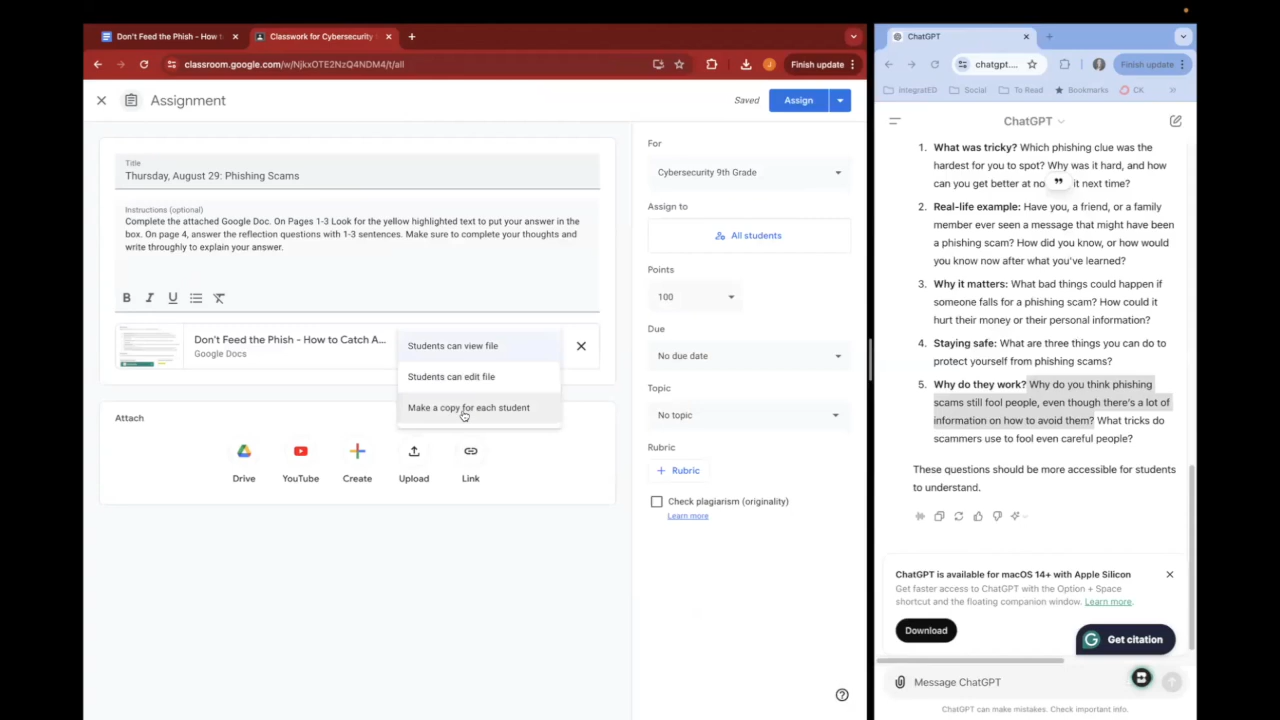 Don't Feed the Phish - How to
Classwork for Cybersecurity
classroom.google.com/w/NjkxOTE2NzQ4NDM4/t/all
J
Finish update
Assignment
Saved
Assign
Title
Thursday, August 29: Phishing Scams
Instructions (optional)
Complete the attached Google Doc. On Pages 1-3 Look for the yellow highlighted text to put your answer in the
box. On page 4, answer the reflection questions with 1-3 sentences. Make sure to complete your thoughts and
write throughly to explain your answer.
B I U
Don't Feed the Phish - How to Catch A...
Google Docs
Students can view file
Students can edit file
Make a copy for each student
Attach
Drive
YouTube
Create
Upload
Link
For
Cybersecurity 9th Grade
Assign to
All students
Points
100
Due
No due date
Topic
No topic
Rubric
+ Rubric
Check plagiarism (originality)
Learn more
ChatGPT
chatgpt....
Finish update
IntegratED
Social
To Read
Bookmarks
CK
»
ChatGPT
1. What was tricky? Which phishing clue was the
hardest for you to spot? Why was it hard, and how
can you get better at no it next time?
2. Real-life example: Have you, a friend, or a family
member ever seen a message that might have been
a phishing scam? How did you know, or how would
you know now after what you've learned?
3. Why it matters: What bad things could happen if
someone falls for a phishing scam? How could it
hurt their money or their personal information?
4. Staying safe: What are three things you can do to
protect yourself from phishing scams?
5. Why do they work? Why do you think phishing
scams still fool people, even though there's a lot of
information on how to avoid them? What tricks do
scammers use to fool even careful people?
These questions should be more accessible for students
to understand.
ChatGPT is available for macOS 14+ with Apple Silicon
Get faster access to ChatGPT with the Option + Space
shortcut and the floating companion window. Learn more.
Download
Get citation
Message ChatGPT
ChatGPT can make mistakes. Check important info.